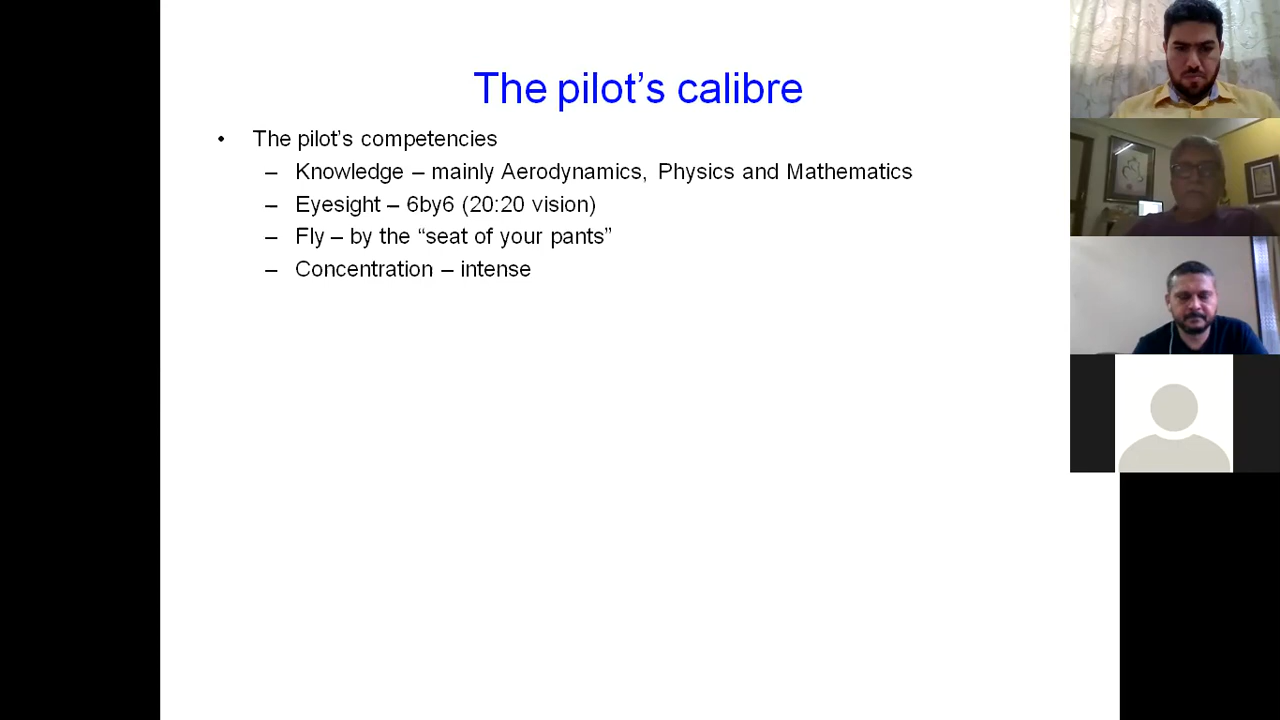 The pilot's calibre
• The pilot's competencies
– Knowledge – mainly Aerodynamics, Physics and Mathematics
– Eyesight – 6by6 (20:20 vision)
– Fly – by the “seat of your pants”
– Concentration – intense